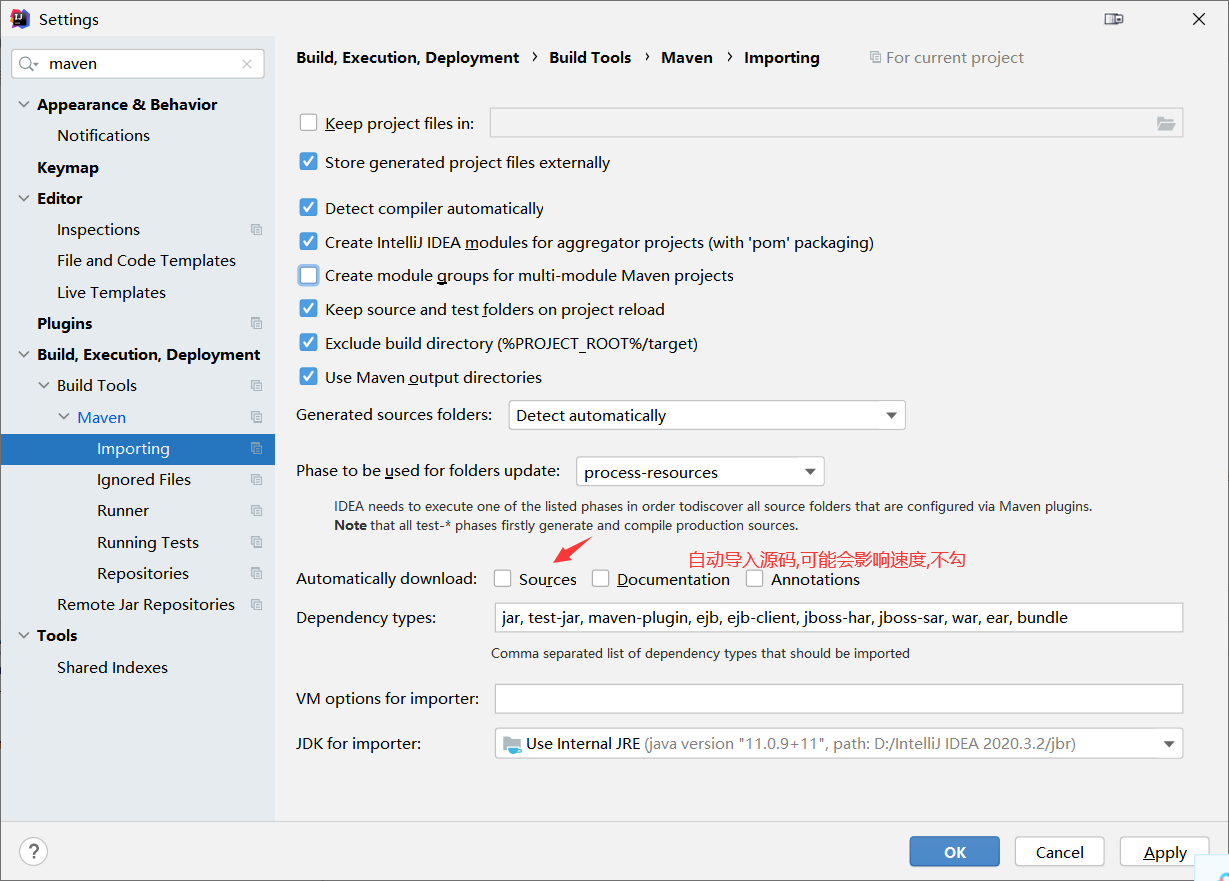 Settings
maven
Appearance & Behavior
Notifications
Keymap
Editor
Inspections
File and Code Templates
Live Templates
Plugins
Build, Execution, Deployment
Build Tools
Maven
Importing
Ignored Files
Runner
Running Tests
Repositories
Remote Jar Repositories
Tools
Shared Indexes
Build, Execution, Deployment › Build Tools › Maven › Importing For current project
Keep project files in:
Store generated project files externally
Detect compiler automatically
Create IntelliJ IDEA modules for aggregator projects (with 'pom' packaging)
Create module groups for multi-module Maven projects
Keep source and test folders on project reload
Exclude build directory (%PROJECT_ROOT%/target)
Use Maven output directories
Generated sources folders: Detect automatically
Phase to be used for folders update: process-resources
IDEA needs to execute one of the listed phases in order todiscover all source folders that are configured via Maven plugins.
Note that all test-* phases firstly generate and compile production sources.
自动导入源码,可能会影响速度,不勾
Automatically download: Sources Documentation Annotations
Dependency types: jar, test-jar, maven-plugin, ejb, ejb-client, jboss-har, jboss-sar, war, ear, bundle
Comma separated list of dependency types that should be imported
VM options for importer:
JDK for importer: Use Internal JRE (java version "11.0.9+11", path: D:/IntelliJ IDEA 2020.3.2/jbr)
?
OK
Cancel
Apply